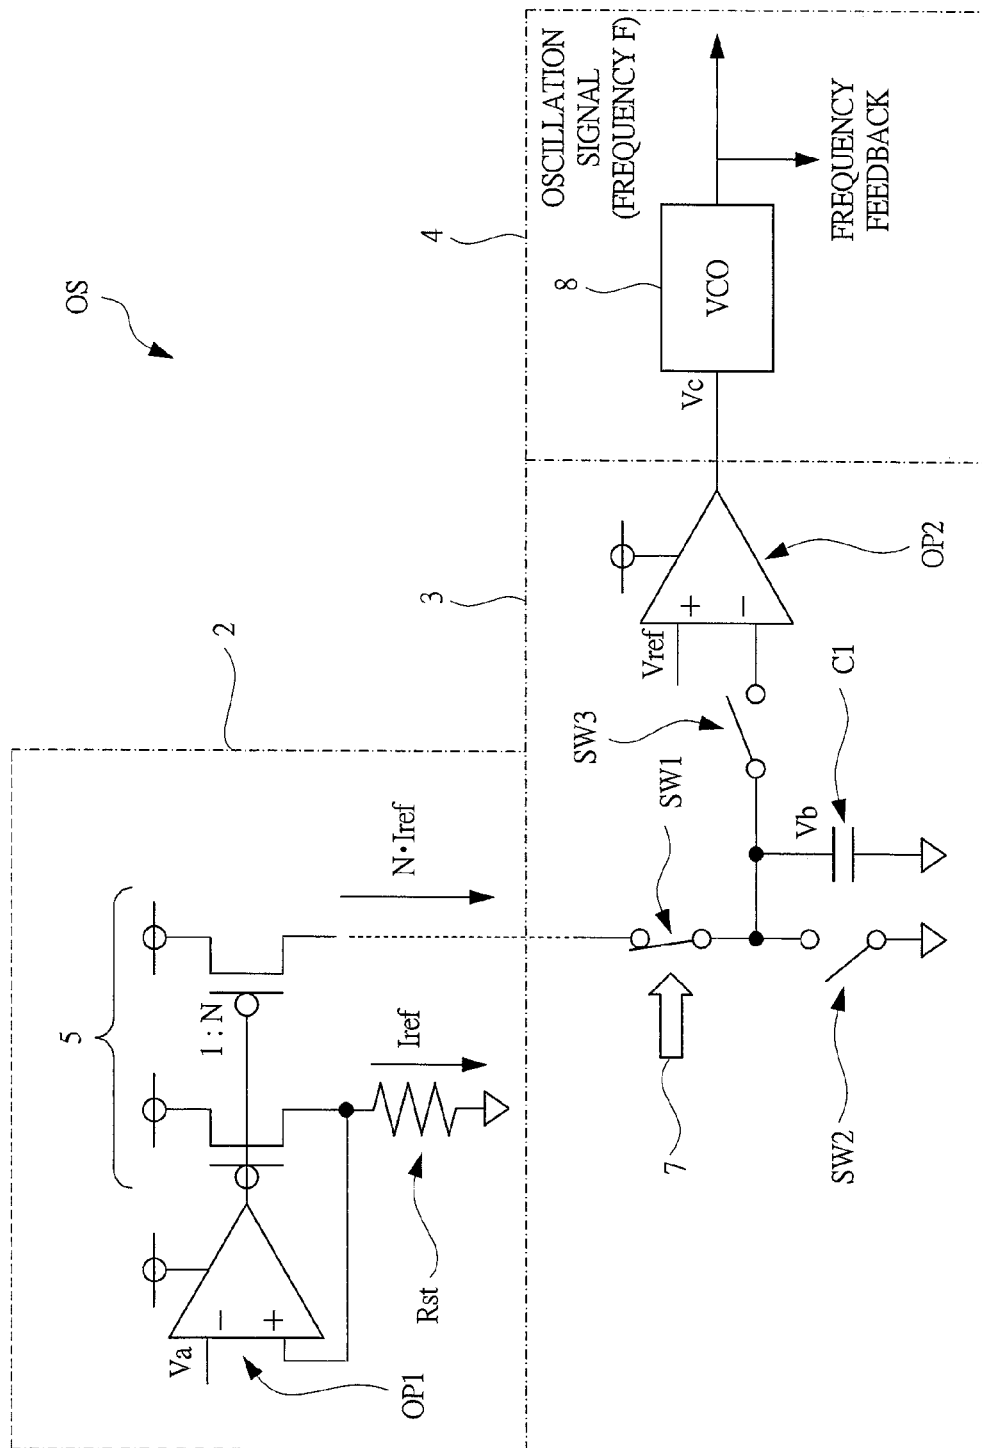 OS
2
5
1 : N
Va
−
+
OP1
Rst
Iref
N·Iref
3
4
7
SW1
SW2
SW3
Vb
C1
Vref
+
−
OP2
Vc
8
VCO
OSCILLATION
SIGNAL
(FREQUENCY F)
FREQUENCY
FEEDBACK